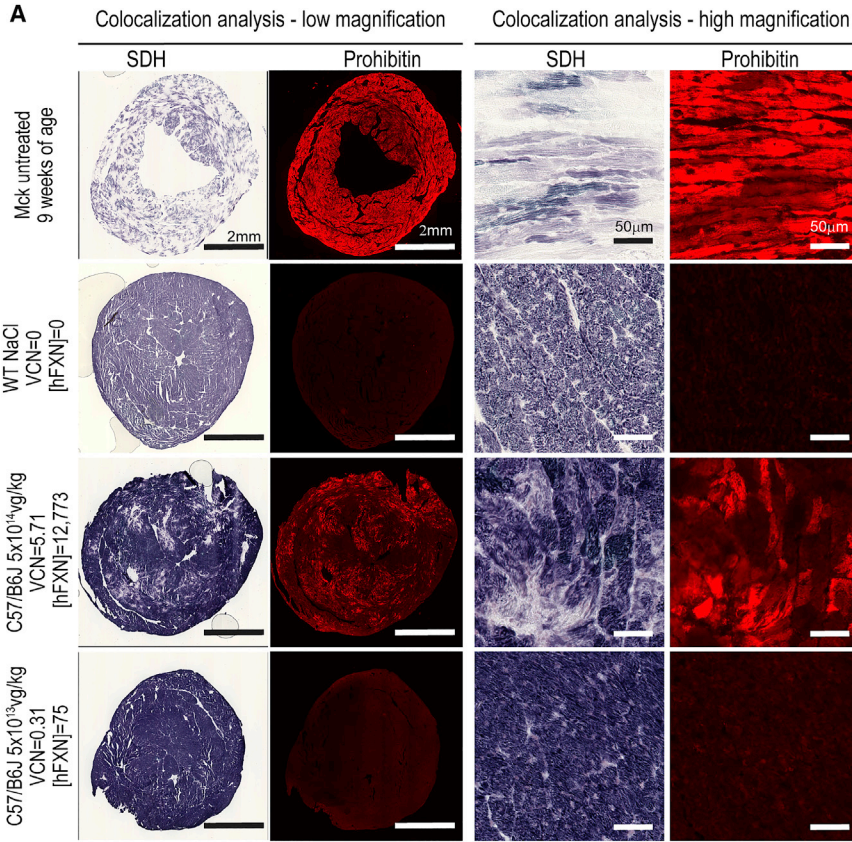 A
Colocalization analysis - low magnification
Colocalization analysis - high magnification
SDH
Prohibitin
SDH
Prohibitin
Mck untreated
9 weeks of age
2mm
2mm
50µm
50µm
WT NaCl
VCN=0
[hFXN]=0
C57/B6J 5x10¹⁴vg/kg
VCN=5.71
[hFXN]=12,773
C57/B6J 5x10¹³vg/kg
VCN=0.31
[hFXN]=75